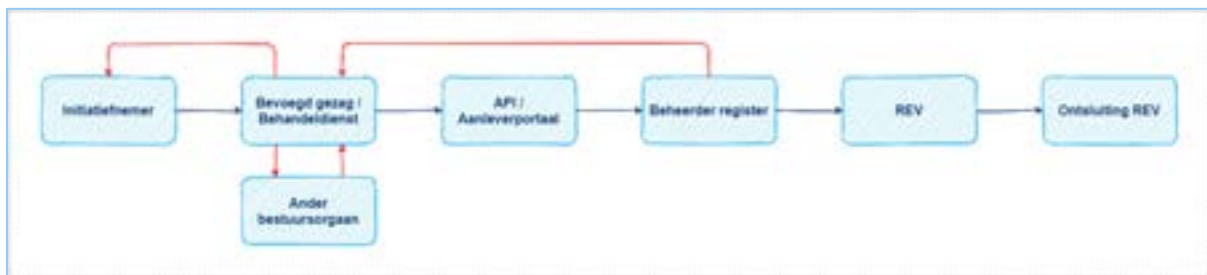 Initiatiefnemer
Bevoegd gezag /
Behandeldienst
API /
Aanleverportaal
Beheerder register
REV
Ontsluiting REV
Ander
bestuursorgaan